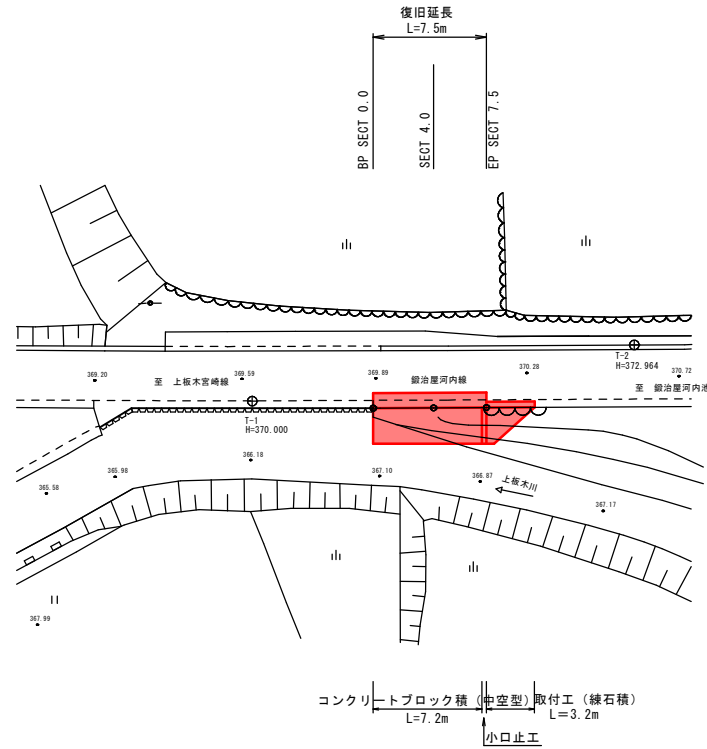 復旧延長
L=7.5m
BP SECT 0.0
SECT 4.0
EP SECT 7.5
T-2
H=372.964
369.20
至 上板木宮崎線
369.59
369.89
鍛治屋河内線
370.28
370.72
至 鍛治屋河内池
T-1
H=370.000
366.18
365.98
365.58
367.10
366.87
上板木川
367.17
367.99
コンクリートブロック積（中空型）
L=7.2m
取付工（練石積）
L＝3.2m
小口止工